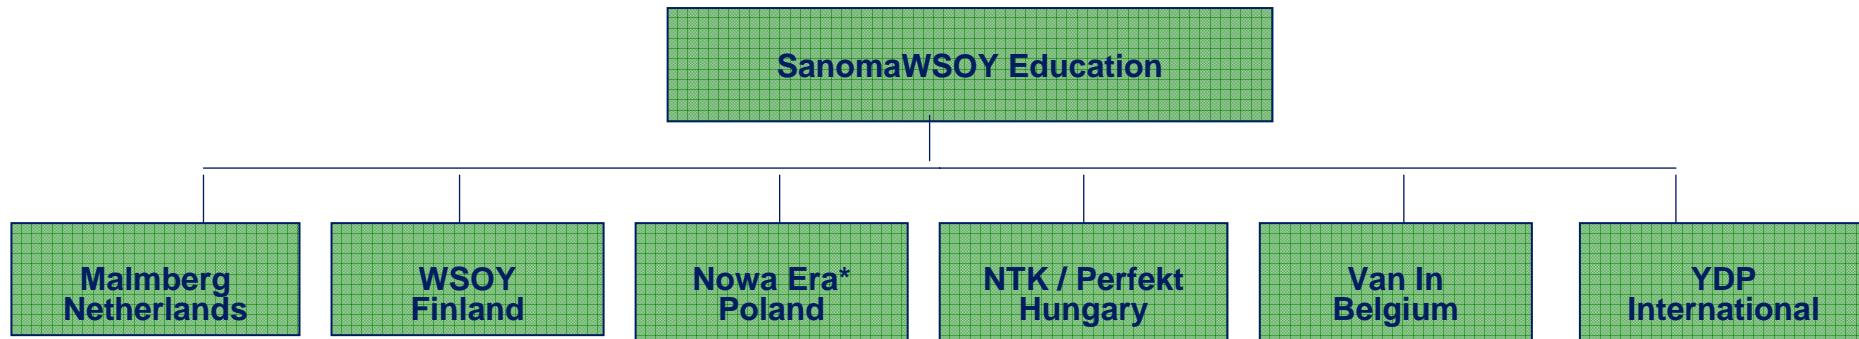 SanomaWSOY Education
Malmberg
Netherlands
WSOY
Finland
Nowa Era*
Poland
NTK / Perfekt
Hungary
Van In
Belgium
YDP
International